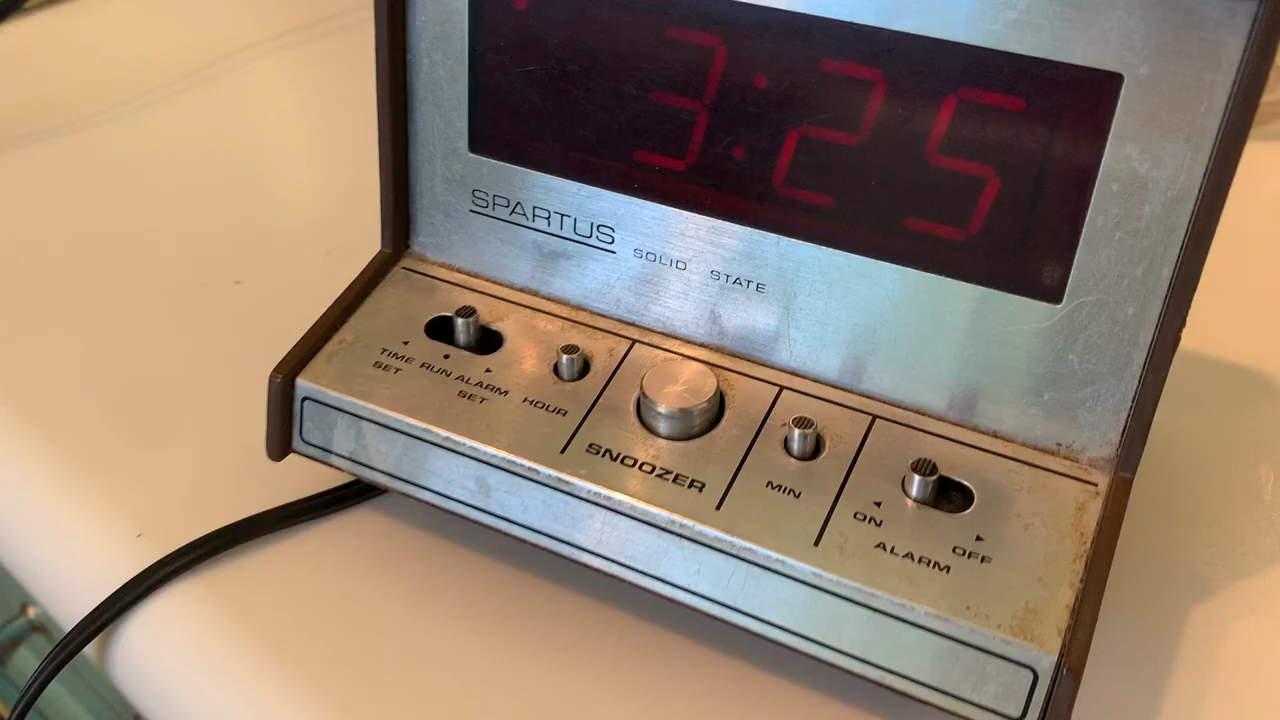 3:25
SPARTUS SOLID STATE
TIME SET RUN ALARM SET
HOUR
SNOOZER
MIN
ON OFF
ALARM